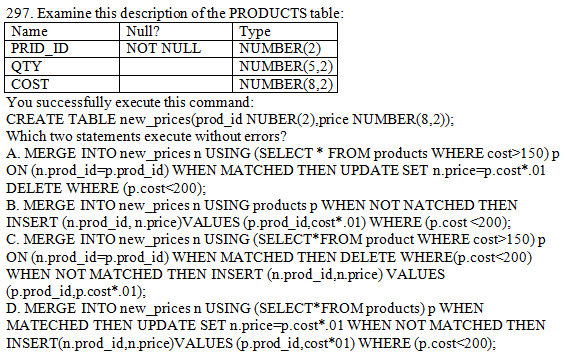 297. Examine this description of the PRODUCTS table:
Name Null? Type
PRID_ID NOT NULL NUMBER(2)
QTY NUMBER(5,2)
COST NUMBER(8,2)
You successfully execute this command:
CREATE TABLE new_prices(prod_id NUBER(2),price NUMBER(8,2));
Which two statements execute without errors?
A. MERGE INTO new_prices n USING (SELECT * FROM products WHERE cost>150) p
ON (n.prod_id=p.prod_id) WHEN MATCHED THEN UPDATE SET n.price=p.cost*.01
DELETE WHERE (p.cost<200);
B. MERGE INTO new_prices n USING products p WHEN NOT NATCHED THEN
INSERT (n.prod_id, n.price)VALUES (p.prod_id,cost*.01) WHERE (p.cost <200);
C. MERGE INTO new_prices n USING (SELECT*FROM product WHERE cost>150) p
ON (n.prod_id=p.prod_id) WHEN MATCHED THEN DELETE WHERE(p.cost<200)
WHEN NOT MATCHED THEN INSERT (n.prod_id,n.price) VALUES
(p.prod_id,p.cost*.01);
D. MERGE INTO new_prices n USING (SELECT*FROM products) p WHEN
MATECHED THEN UPDATE SET n.price=p.cost*.01 WHEN NOT MATCHED THEN
INSERT(n.prod_id,n.price)VALUES (p.prod_id,cost*01) WHERE (p.cost<200);